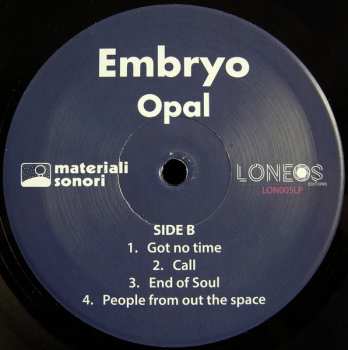 Embryo
Opal
materiali
sonori
LONEOS
EDITIONS
LON005LP
SIDE B
1. Got no time
2. Call
3. End of Soul
4. People from out the space